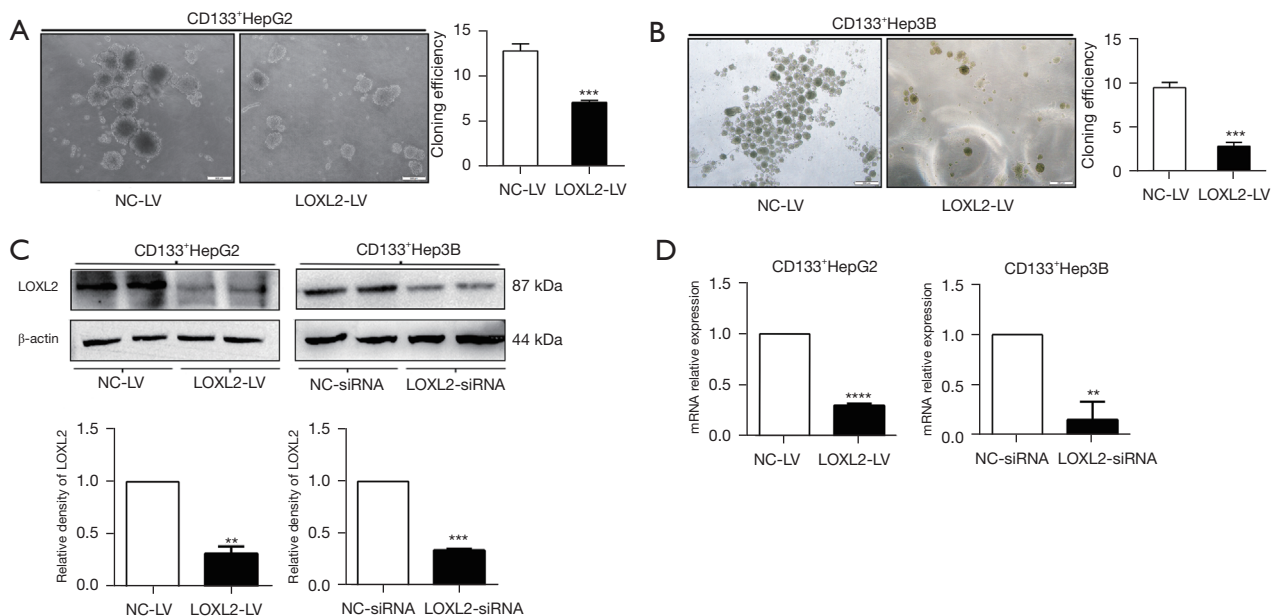 A
CD133+HepG2
NC-LV
LOXL2-LV
Cloning efficiency
15
10
5
0
***
NC-LV
LOXL2-LV
B
CD133+Hep3B
NC-LV
LOXL2-LV
Cloning efficiency
15
10
5
0
***
NC-LV LOXL2-LV
C
CD133+HepG2
CD133+Hep3B
LOXL2
87 kDa
β-actin
44 kDa
NC-LV
LOXL2-LV
NC-siRNA
LOXL2-siRNA
Relative density of LOXL2
1.5
1.0
0.5
0.0
**
NC-LV
LOXL2-LV
Relative density of LOXL2
1.5
1.0
0.5
0.0
***
NC-siRNA LOXL2-siRNA
D
CD133+HepG2
mRNA relative expression
1.5
1.0
0.5
0.0
****
NC-LV
LOXL2-LV
CD133+Hep3B
mRNA relative expression
1.5
1.0
0.5
0.0
**
NC-siRNA LOXL2-siRNA